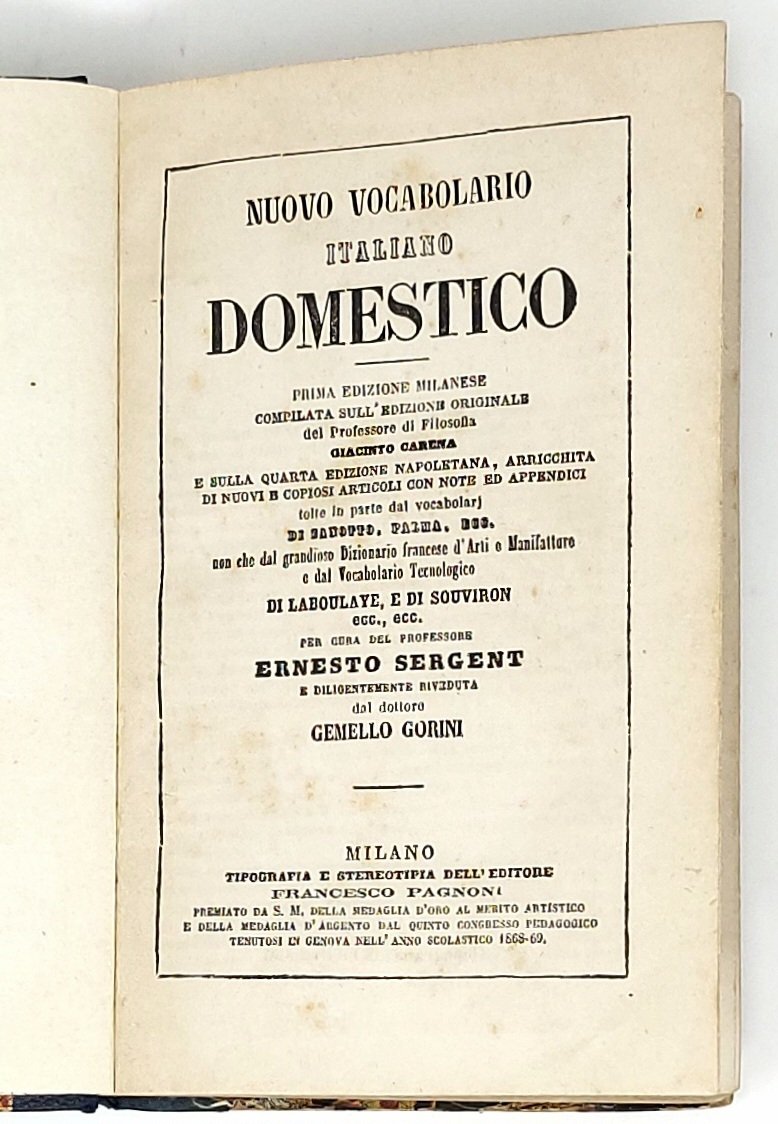 NUOVO VOCABOLARIO
ITALIANO
DOMESTICO
PRIMA EDIZIONE MILANESE
COMPILATA SULL'EDIZIONE ORIGINALE
del Professore di Filosofia
GIACINTO CARENA
E SULLA QUARTA EDIZIONE NAPOLETANA, ARRICCHITA
DI NUOVI E COPIOSI ARTICOLI CON NOTE ED APPENDICI
tolte in parte dai vocabolarj
DI ZANOTTO, PALMA, ECC.
non che dal grandioso Dizionario francese d'Arti e Manifatture
e dal Vocabolario Tecnologico
DI LABOULAYE, E DI SOUVIRON
ecc., ecc.
PER CURA DEL PROFESSORE
ERNESTO SERGENT
E DILIGENTEMENTE RIVEDUTA
dal dottore
GEMELLO GORINI
MILANO
TIPOGRAFIA E STEREOTIPIA DELL'EDITORE
FRANCESCO PAGNONI
PREMIATO DA S. M. DELLA MEDAGLIA D'ORO AL MERITO ARTISTICO
E DELLA MEDAGLIA D'ARGENTO DAL QUINTO CONGRESSO PEDAGOGICO
TENUTOSI IN GENOVA NELL'ANNO SCOLASTICO 1868-69.